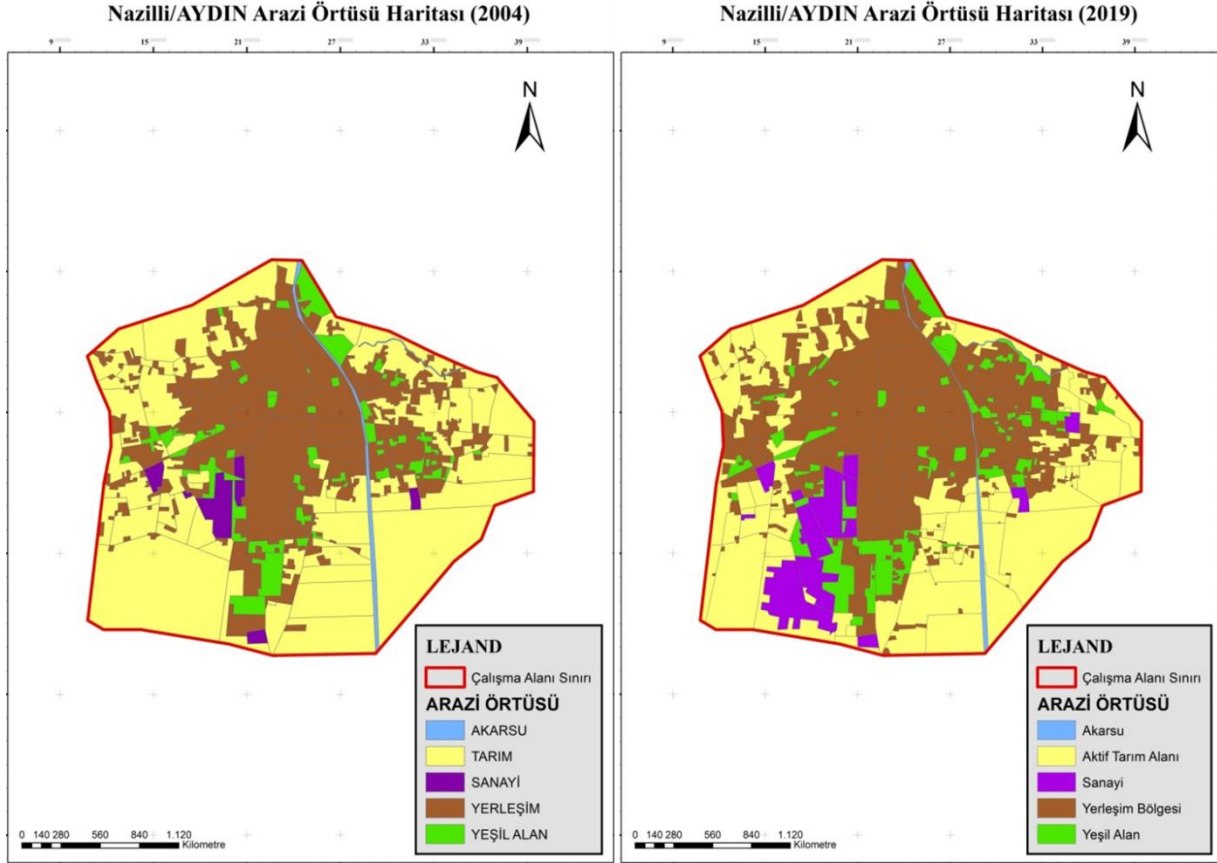 Nazilli/AYDIN Arazi Örtüsü Haritası (2004)
9 15 21 27 33 39
N
LEJAND
Çalışma Alanı Sınırı
ARAZİ ÖRTÜSÜ
AKARSU
TARIM
SANAYİ
YERLEŞİM
YEŞİL ALAN
0 140 280 560 840 1.120
Kilometre
Nazilli/AYDIN Arazi Örtüsü Haritası (2019)
9 15 21 27 33 39
N
LEJAND
Çalışma Alanı Sınırı
ARAZİ ÖRTÜSÜ
Akarsu
Aktif Tarım Alanı
Sanayi
Yerleşim Bölgesi
Yeşil Alan
0 140 280 560 840 1.120
Kilometre